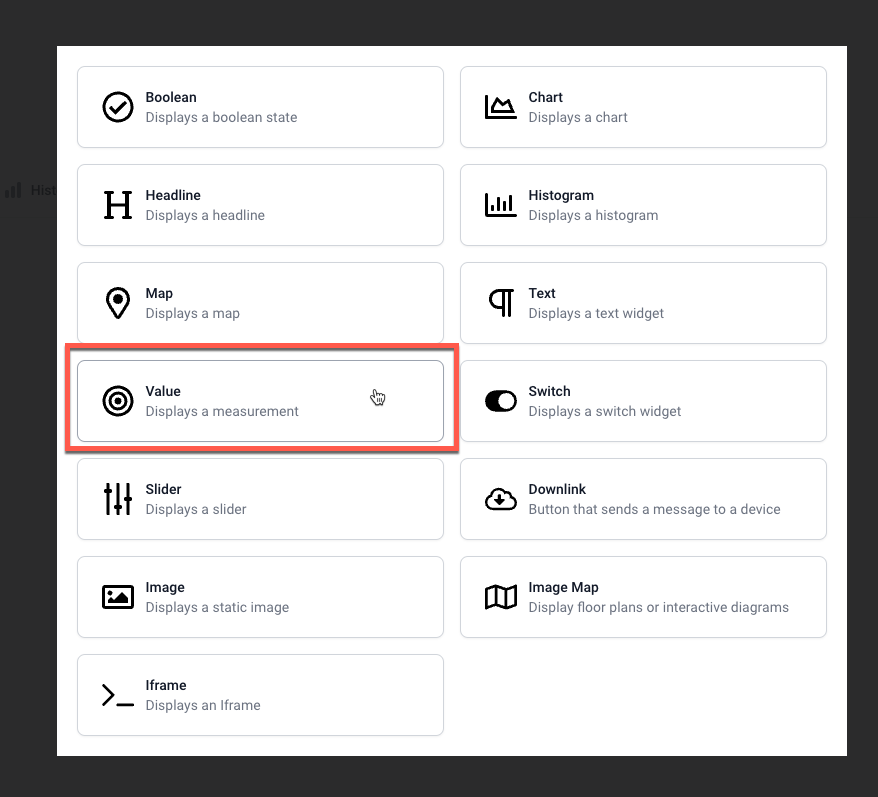 Boolean
Displays a boolean state
Chart
Displays a chart
Headline
Displays a headline
Histogram
Displays a histogram
Map
Displays a map
Text
Displays a text widget
Value
Displays a measurement
Switch
Displays a switch widget
Slider
Displays a slider
Downlink
Button that sends a message to a device
Image
Displays a static image
Image Map
Display floor plans or interactive diagrams
Iframe
Displays an Iframe
Hist